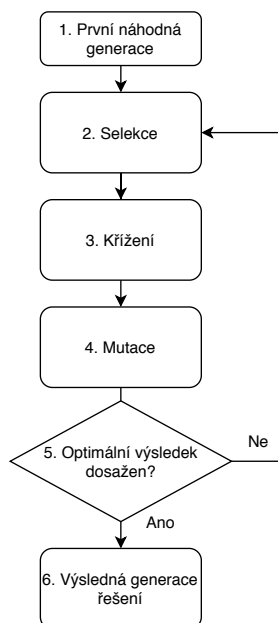 1. První náhodná
generace
2. Selekce
3. Křížení
4. Mutace
5. Optimální výsledek
dosažen?
Ne
Ano
6. Výsledná generace
řešení